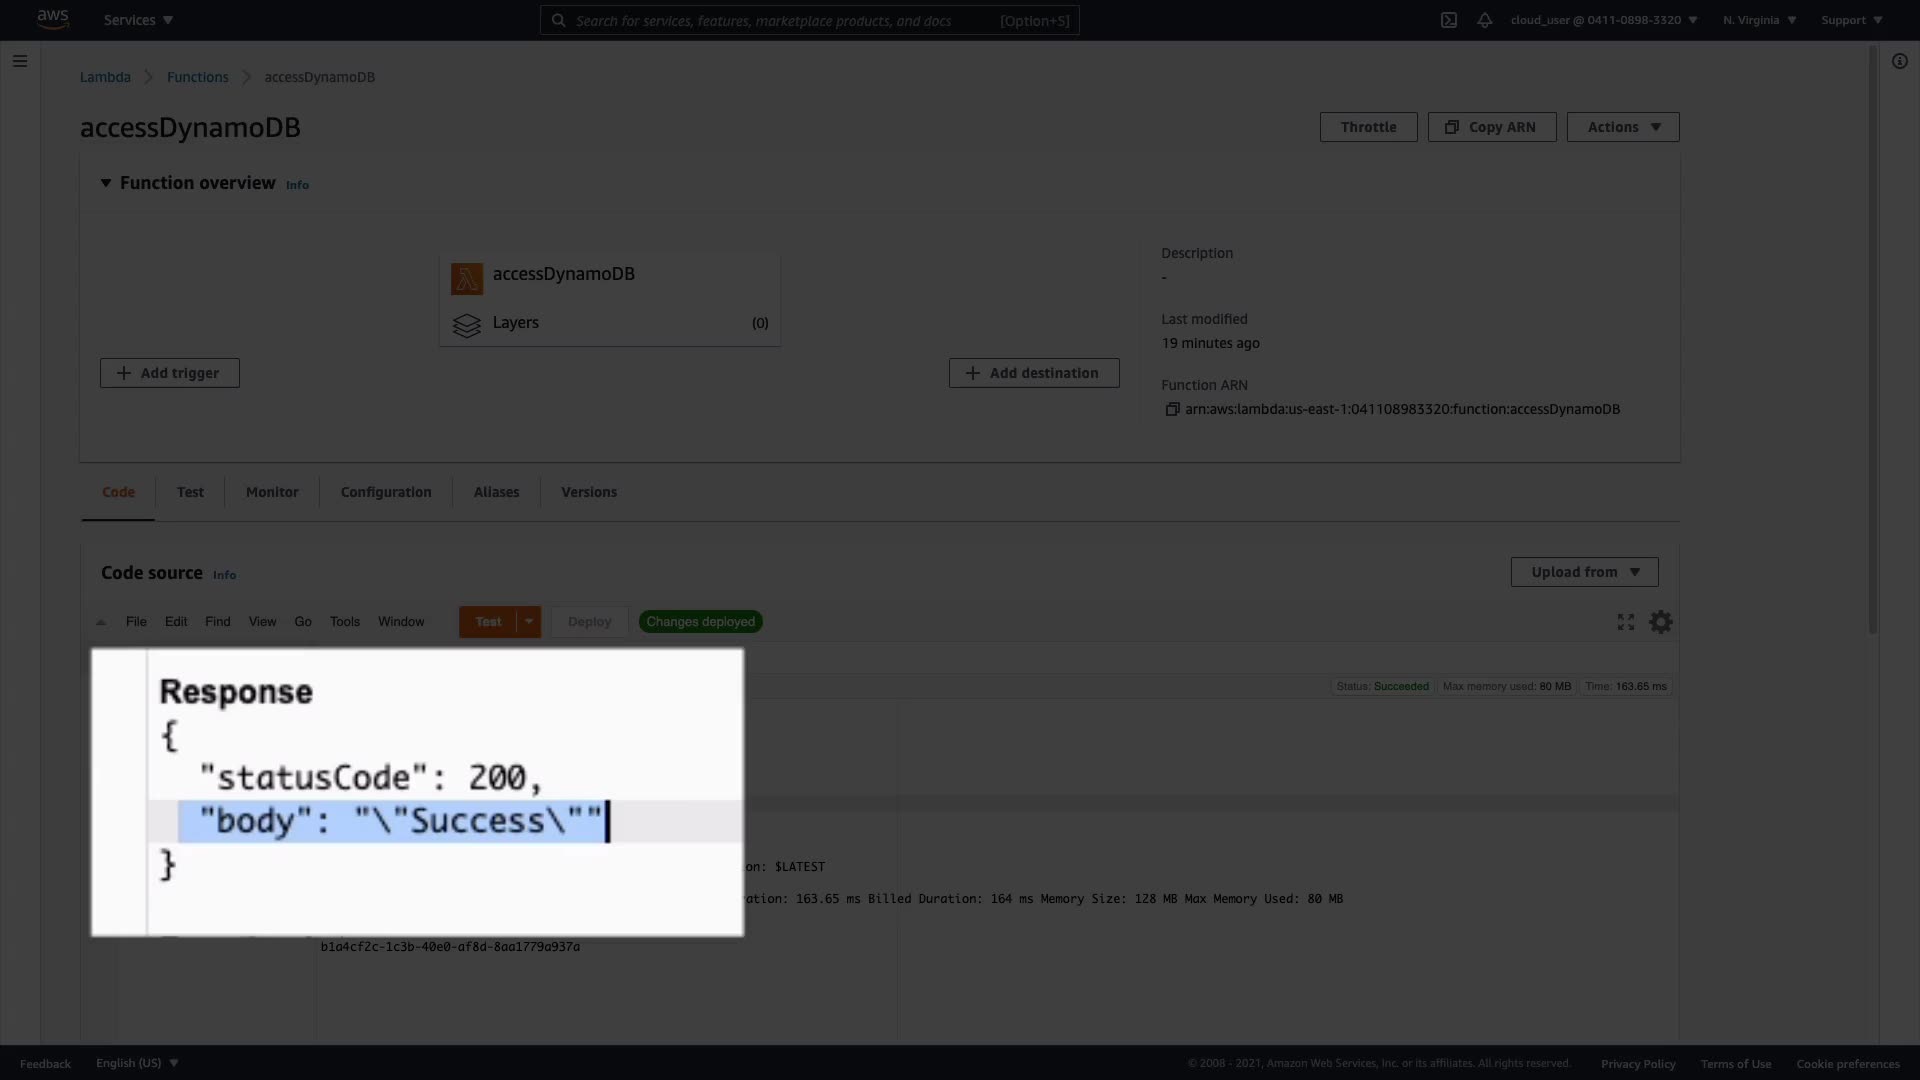 aws
Services
Search for services, features, marketplace products, and docs [Option+S]
cloud_user @ 0411-0898-3320
N. Virginia
Support
Lambda
Functions
accessDynamoDB
accessDynamoDB
Throttle
Copy ARN
Actions
Function overview Info
accessDynamoDB
Layers (0)
Add trigger
Add destination
Description
-
Last modified
19 minutes ago
Function ARN
arn:aws:lambda:us-east-1:041108983320:function:accessDynamoDB
Code
Test
Monitor
Configuration
Aliases
Versions
Code source Info
Upload from
File Edit Find View Go Tools Window
Test
Deploy
Changes deployed
Status: Succeeded
Max memory used: 80 MB
Time: 163.65 ms
Response
{
"statusCode": 200,
"body": "\"Success\""
}
on: $LATEST
ation: 163.65 ms Billed Duration: 164 ms Memory Size: 128 MB Max Memory Used: 80 MB
b1a4cf2c-1c3b-40e0-af8d-8aa1779a937a
Feedback
English (US)
© 2008 - 2021, Amazon Web Services, Inc. or its affiliates. All rights reserved.
Privacy Policy
Terms of Use
Cookie preferences